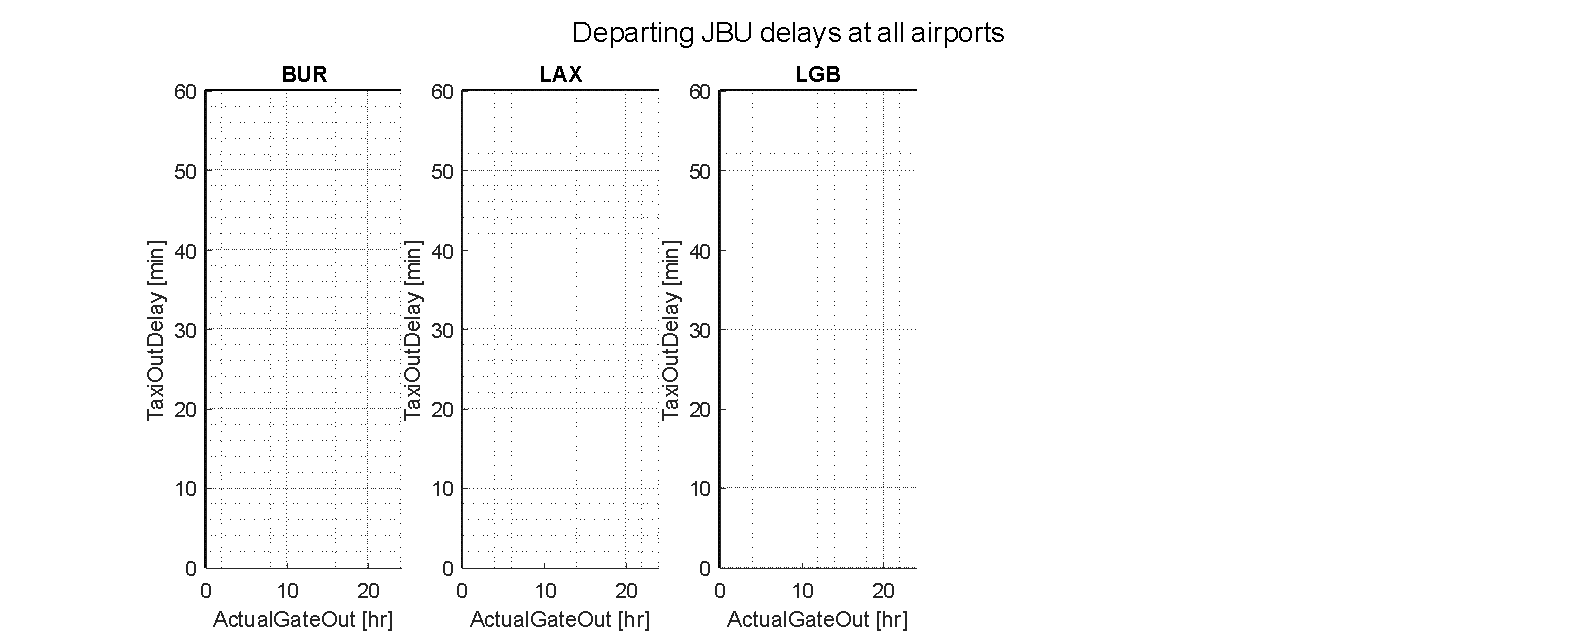 Departing JBU delays at all airports
BUR
60
50
40
30
20
10
0
TaxiOutDelay [min]
0 10 20
ActualGateOut [hr]
LAX
60
50
40
30
20
10
0
TaxiOutDelay [min]
0 10 20
ActualGateOut [hr]
LGB
60
50
40
30
20
10
0
TaxiOutDelay [min]
0 10 20
ActualGateOut [hr]